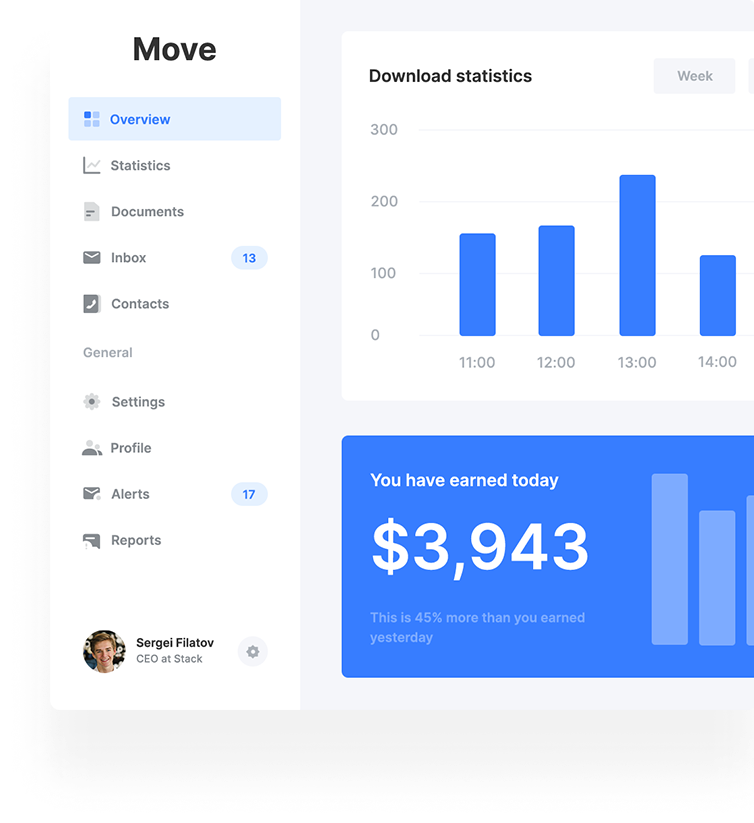 Move
Overview
Statistics
Documents
Inbox 13
Contacts
General
Settings
Profile
Alerts 17
Reports
Sergei Filatov
CEO at Stack
Download statistics
Week
300
200
100
0
11:00 12:00 13:00 14:00
You have earned today
$3,943
This is 45% more than you earned
yesterday